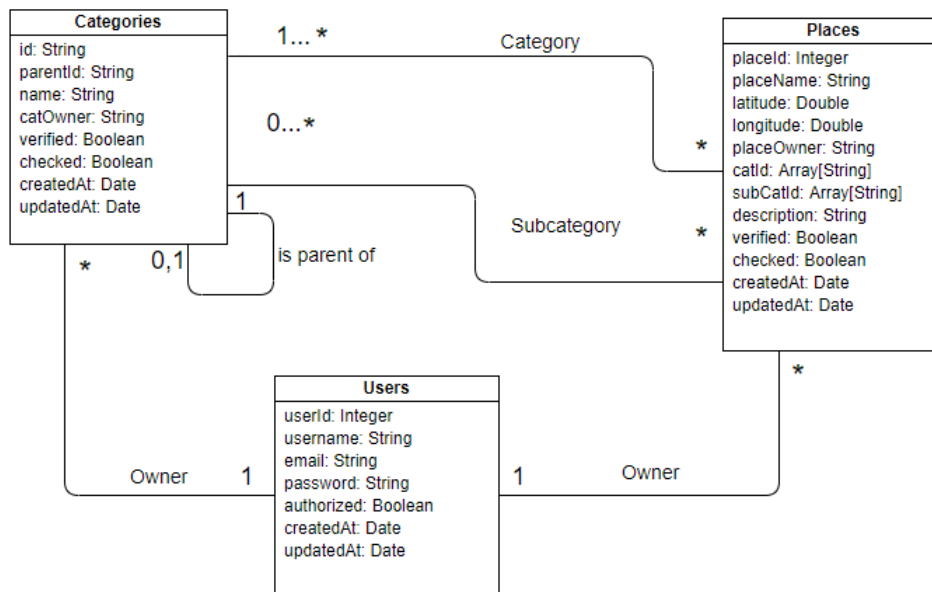 Categories
id: String
parentId: String
name: String
catOwner: String
verified: Boolean
checked: Boolean
createdAt: Date
updatedAt: Date
1... *
Category
0...*
*
1
0,1
is parent of
*
Subcategory
*
Places
placeId: Integer
placeName: String
latitude: Double
longitude: Double
placeOwner: String
catId: Array[String]
subCatId: Array[String]
description: String
verified: Boolean
checked: Boolean
createdAt: Date
updatedAt: Date
*
Users
userId: Integer
username: String
email: String
password: String
authorized: Boolean
createdAt: Date
updatedAt: Date
Owner
1
1
Owner